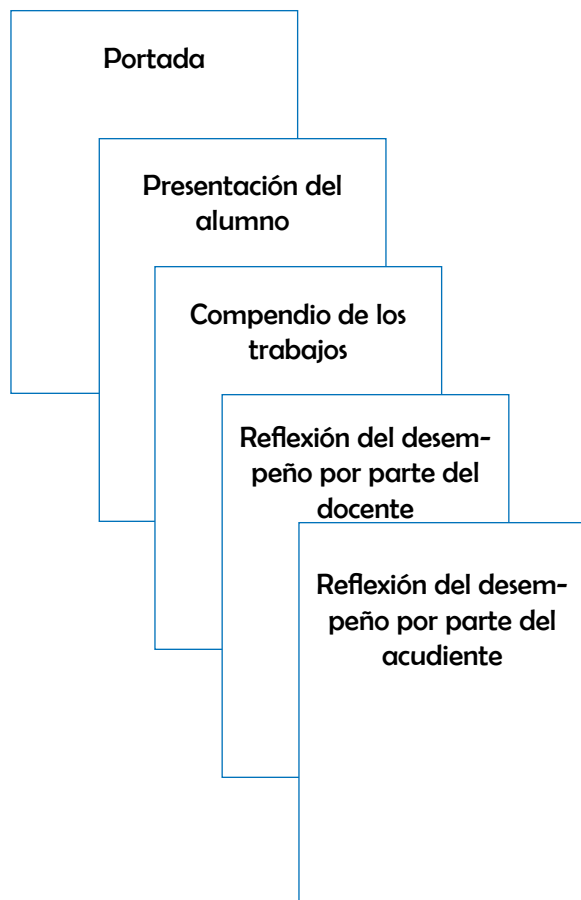 Portada
Presentación del
alumno
Compendio de los
trabajos
Reflexión del desem-
peño por parte del
docente
Reflexión del desem-
peño por parte del
acudiente